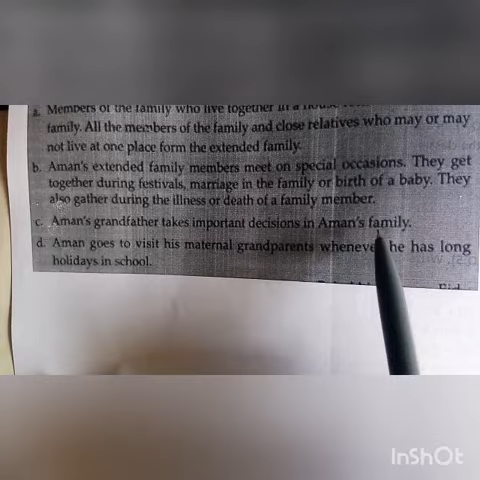 a. Members of the family who live together in a
family. All the members of the family and close relatives who may or may
not live at one place form the extended family.
b. Aman's extended family members meet on special occasions. They get
together during festivals, marriage in the family or birth of a baby. They
also gather during the illness or death of a family member.
c. Aman's grandfather takes important decisions in Aman's family.
d. Aman goes to visit his maternal grandparents wheneve he has long
holidays in school.
InShOt